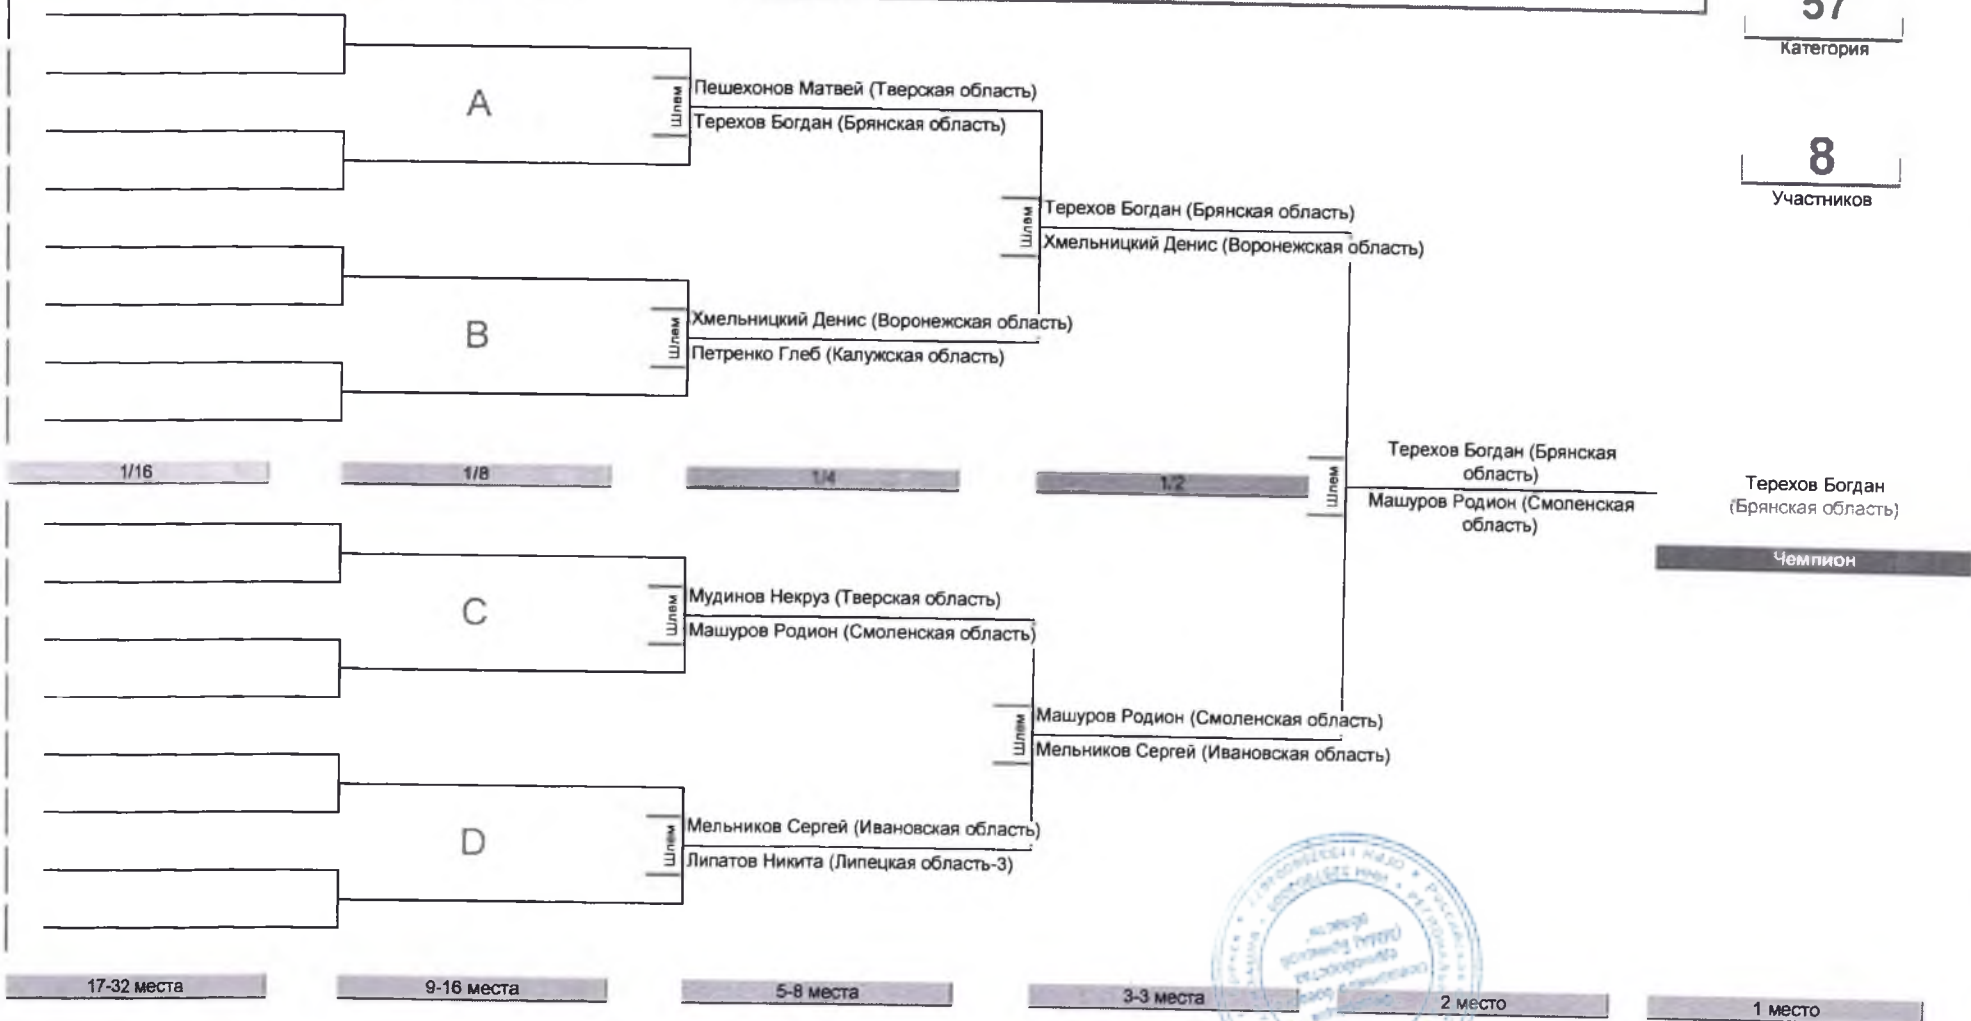 57
Категория
8
Участников
A
Шлем
Пешехонов Матвей (Тверская область)
Терехов Богдан (Брянская область)
Шлем
Терехов Богдан (Брянская область)
Хмельницкий Денис (Воронежская область)
B
Шлем
Хмельницкий Денис (Воронежская область)
Петренко Глеб (Калужская область)
1/16
1/8
1/4
1/2
Шлем
Терехов Богдан (Брянская
область)
Машуров Родион (Смоленская
область)
Терехов Богдан
(Брянская область)
Чемпион
C
Шлем
Мудинов Некруз (Тверская область)
Машуров Родион (Смоленская область)
Шлем
Машуров Родион (Смоленская область)
Мельников Сергей (Ивановская область)
D
Шлем
Мельников Сергей (Ивановская область)
Липатов Никита (Липецкая область-3)
17-32 места
9-16 места
5-8 места
3-3 места
2 место
1 место